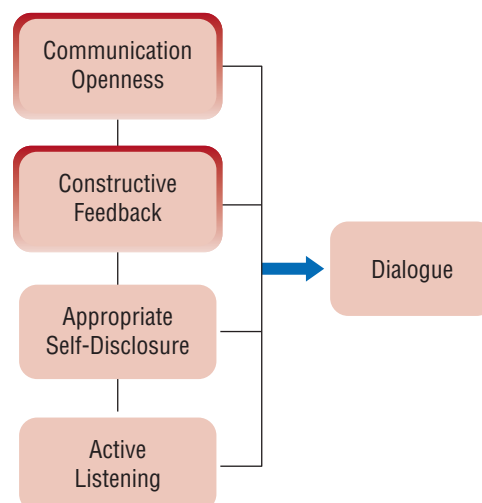 Communication
Openness
Constructive
Feedback
Appropriate
Self-Disclosure
Active
Listening
Dialogue